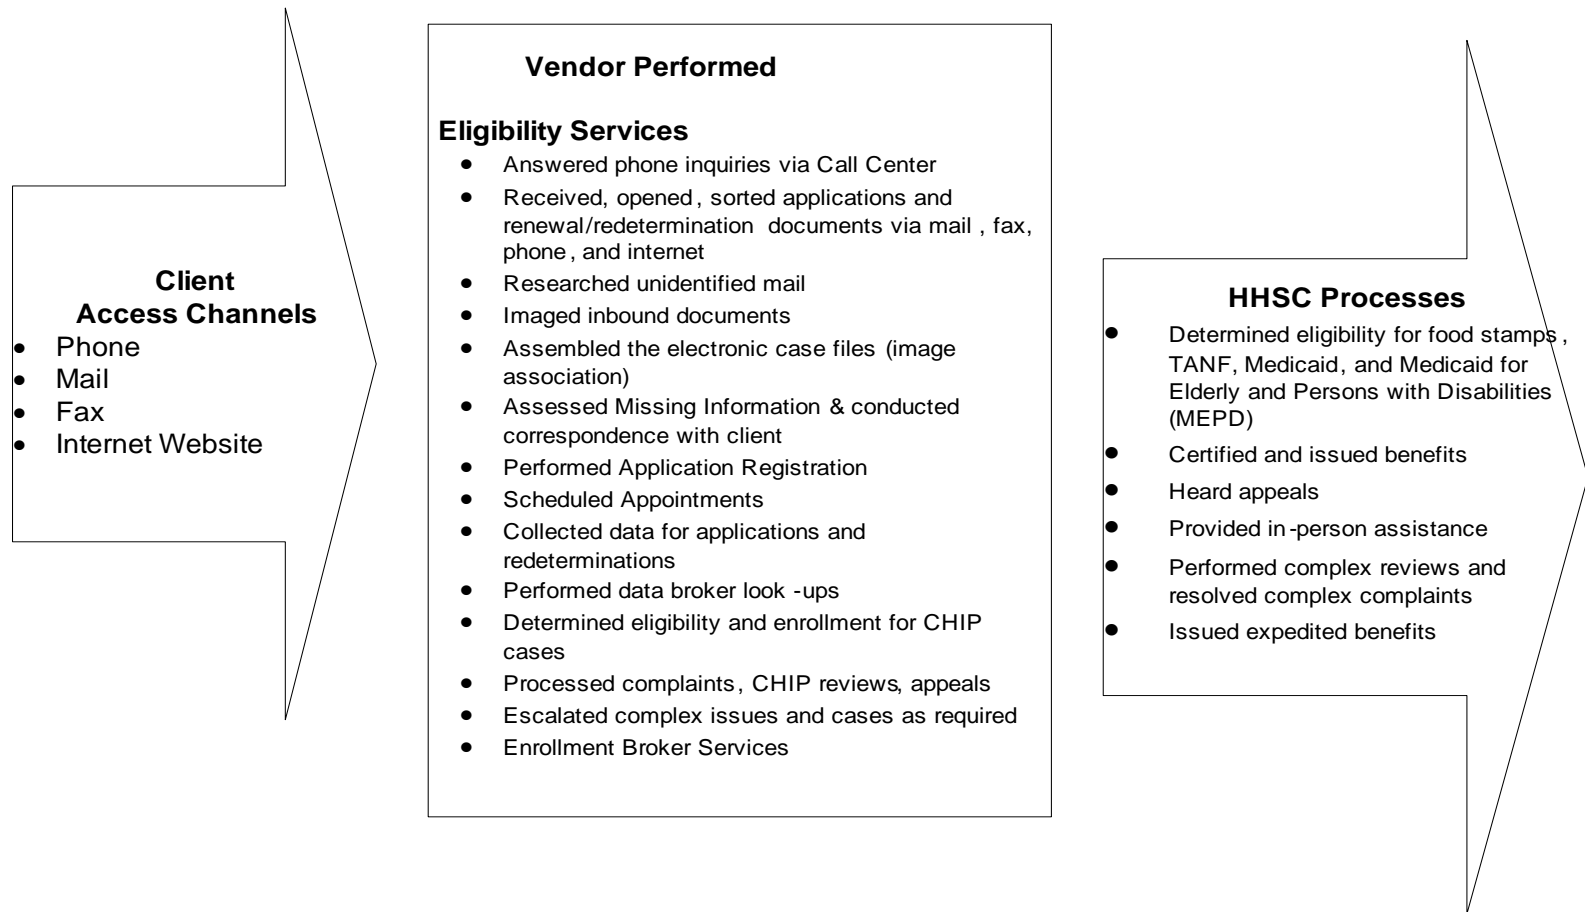 Client
Access Channels
• Phone
• Mail
• Fax
• Internet Website
Vendor Performed
Eligibility Services
• Answered phone inquiries via Call Center
• Received, opened, sorted applications and
renewal/redetermination documents via mail, fax,
phone, and internet
• Researched unidentified mail
• Imaged inbound documents
• Assembled the electronic case files (image
association)
• Assessed Missing Information & conducted
correspondence with client
• Performed Application Registration
• Scheduled Appointments
• Collected data for applications and
redeterminations
• Performed data broker look-ups
• Determined eligibility and enrollment for CHIP
cases
• Processed complaints, CHIP reviews, appeals
• Escalated complex issues and cases as required
• Enrollment Broker Services
HHSC Processes
• Determined eligibility for food stamps,
TANF, Medicaid, and Medicaid for
Elderly and Persons with Disabilities
(MEPD)
• Certified and issued benefits
• Heard appeals
• Provided in-person assistance
• Performed complex reviews and
resolved complex complaints
• Issued expedited benefits